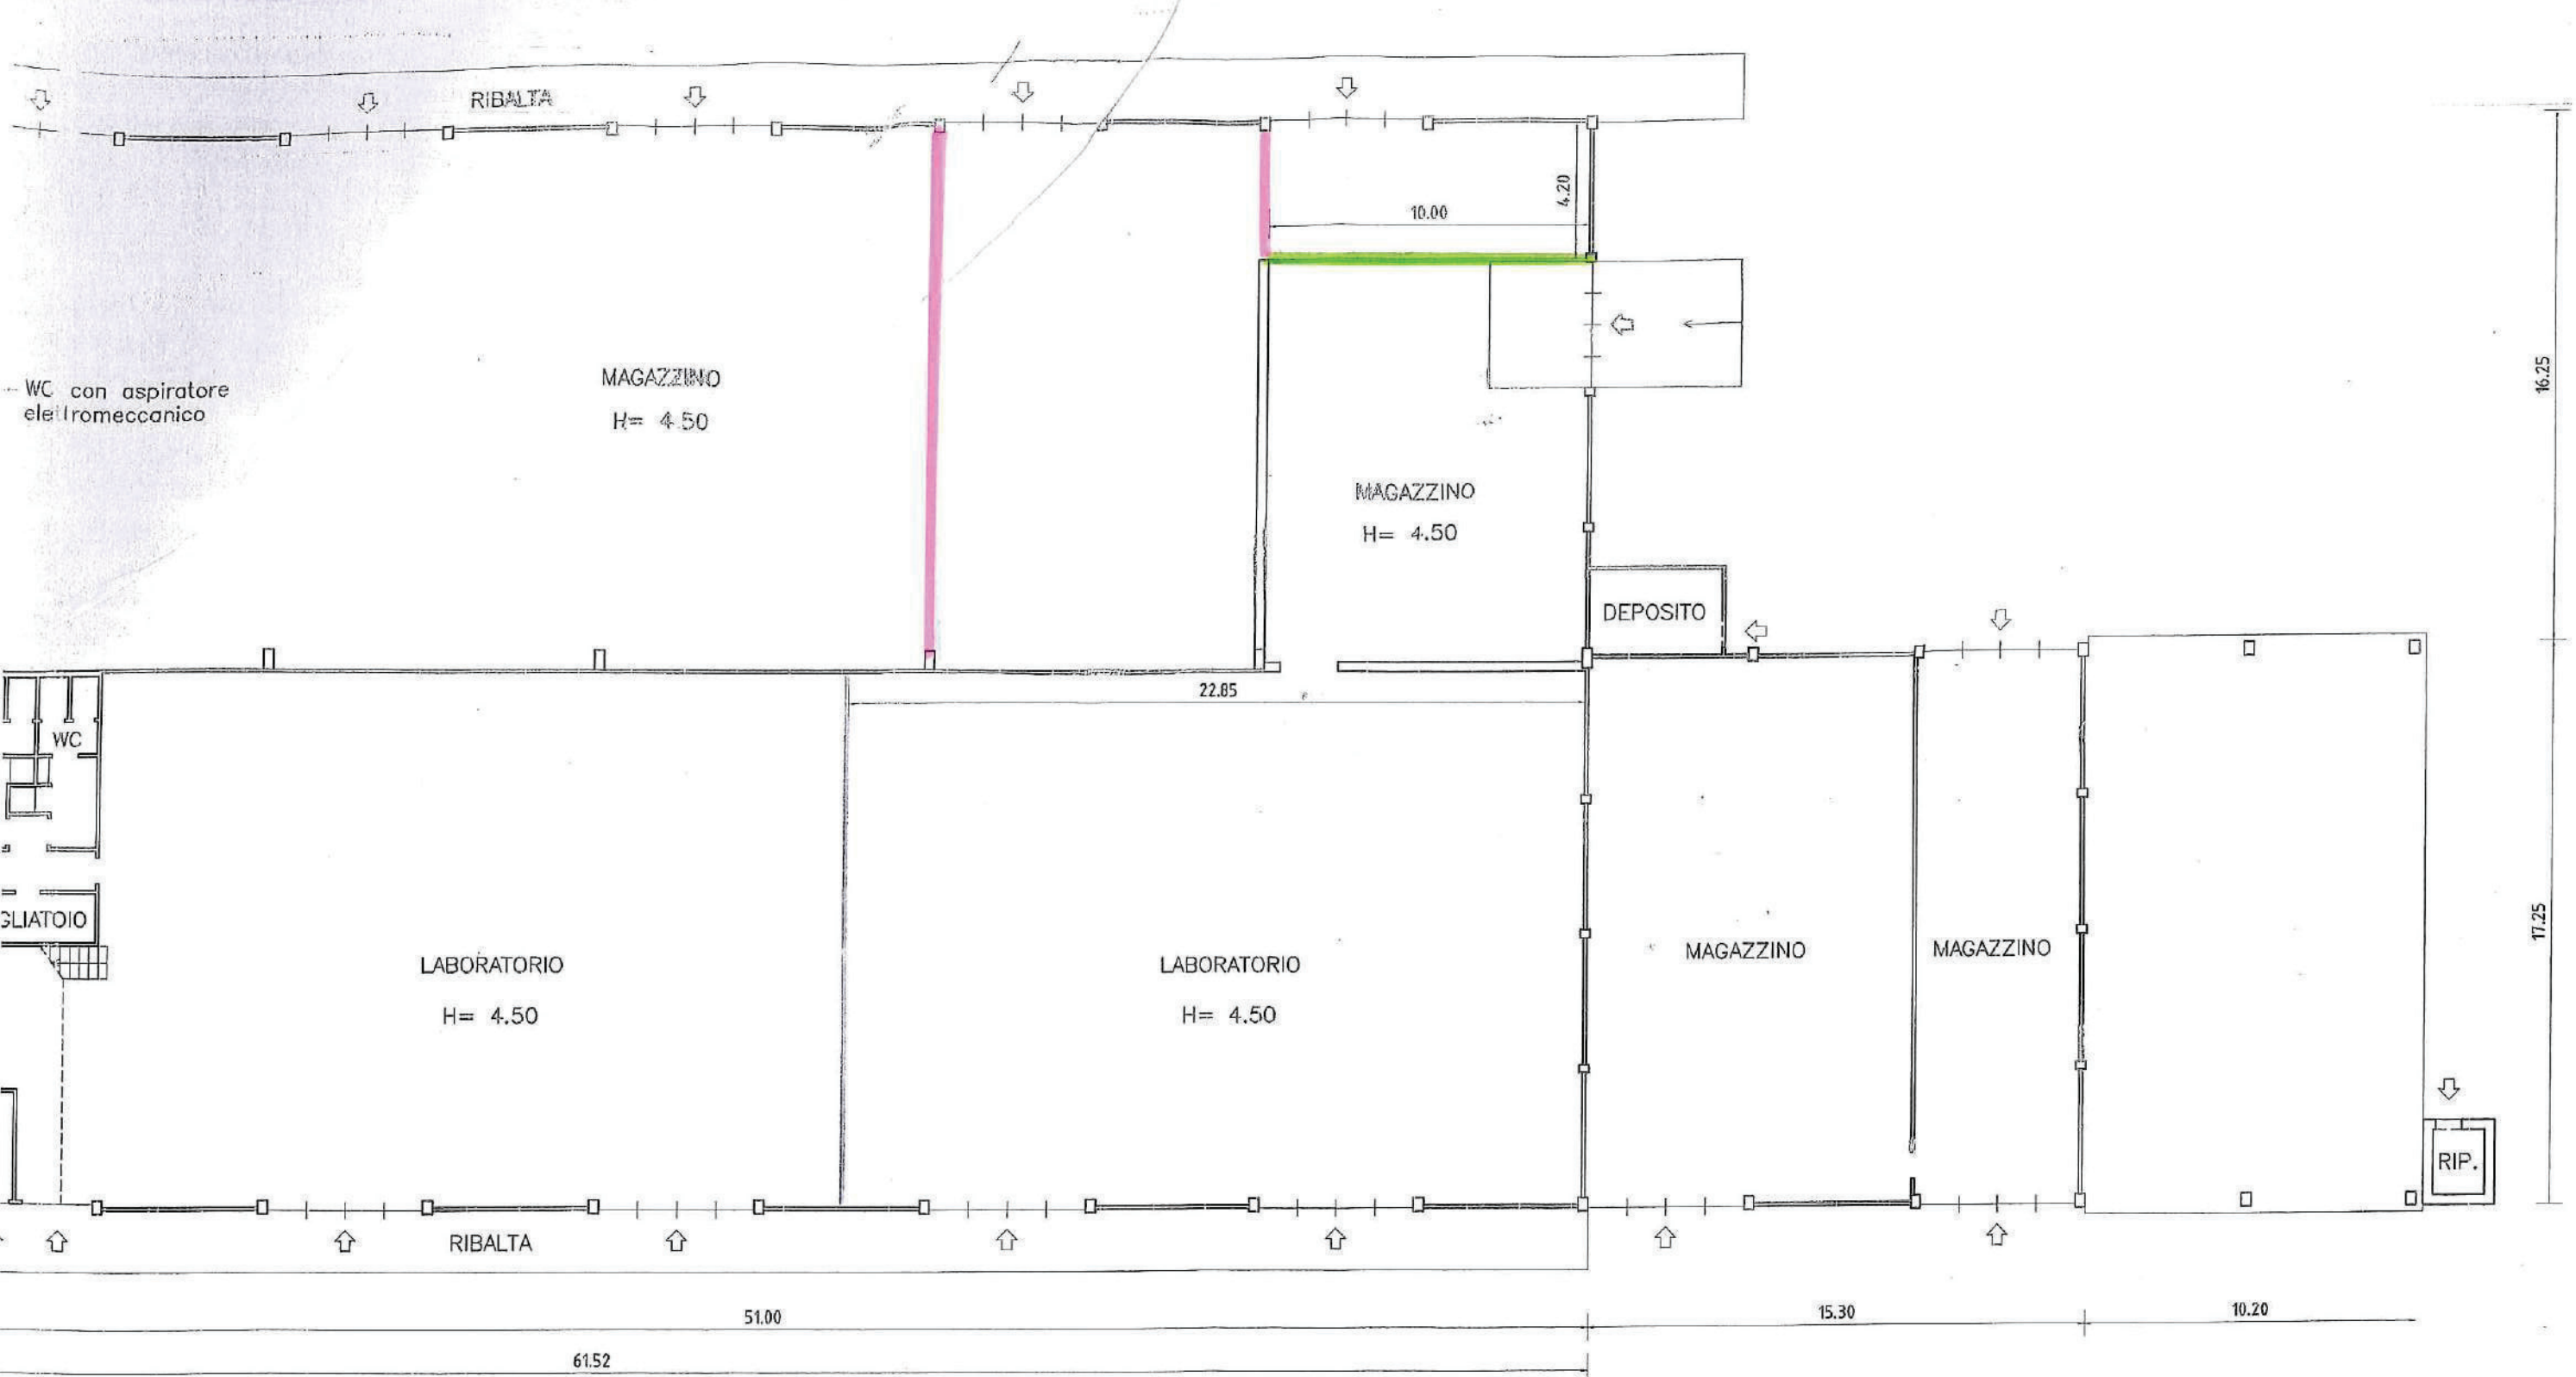 RIBALTA
4.20
10.00
16.25
WC con aspiratore
MAGAZZINO
H= 4.50
MAGAZZINO
H= 4.50
DEPOSITO
22.85
WC
GLIATOIO
17.25
LABORATORIO
H= 4.50
LABORATORIO
H= 4.50
MAGAZZINO
MAGAZZINO
RIP.
RIBALTA
51.00
15.30
10.20
61.52